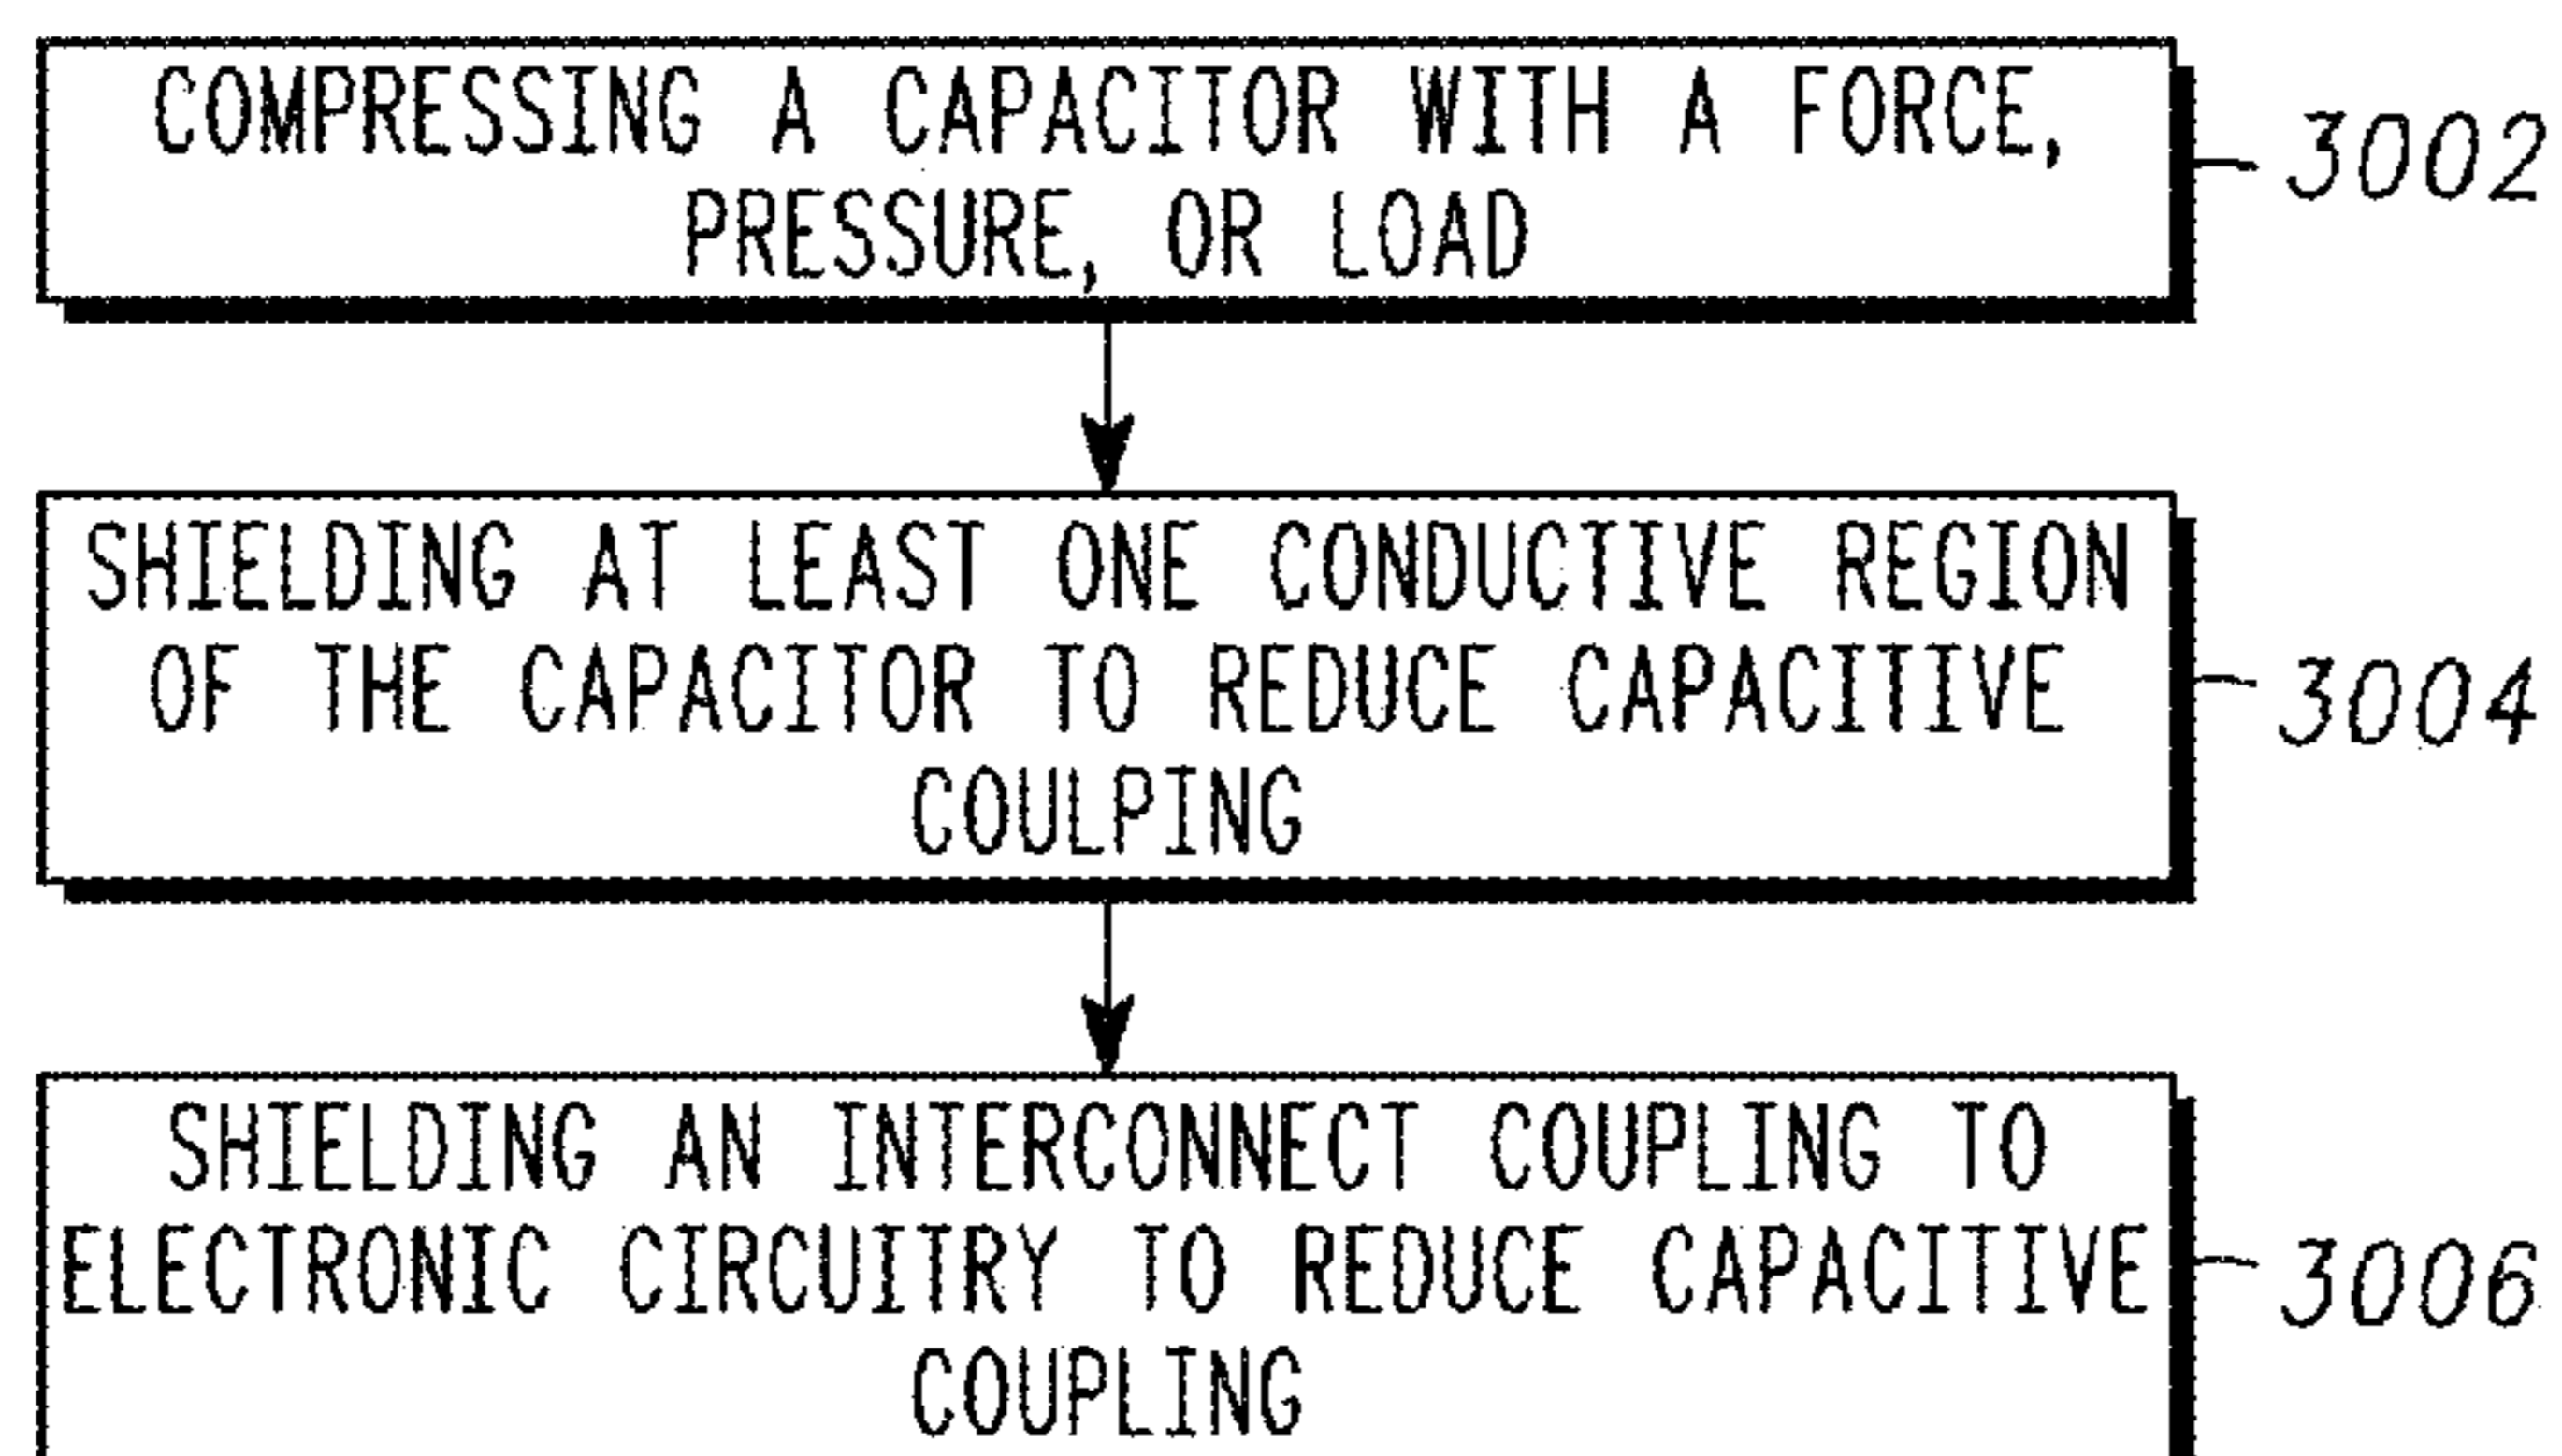 COMPRESSING A CAPACITOR WITH A FORCE,
PRESSURE, OR LOAD
3002
SHIELDING AT LEAST ONE CONDUCTIVE REGION
OF THE CAPACITOR TO REDUCE CAPACITIVE
COULPING
3004
SHIELDING AN INTERCONNECT COUPLING TO
ELECTRONIC CIRCUITRY TO REDUCE CAPACITIVE
COUPLING
3006